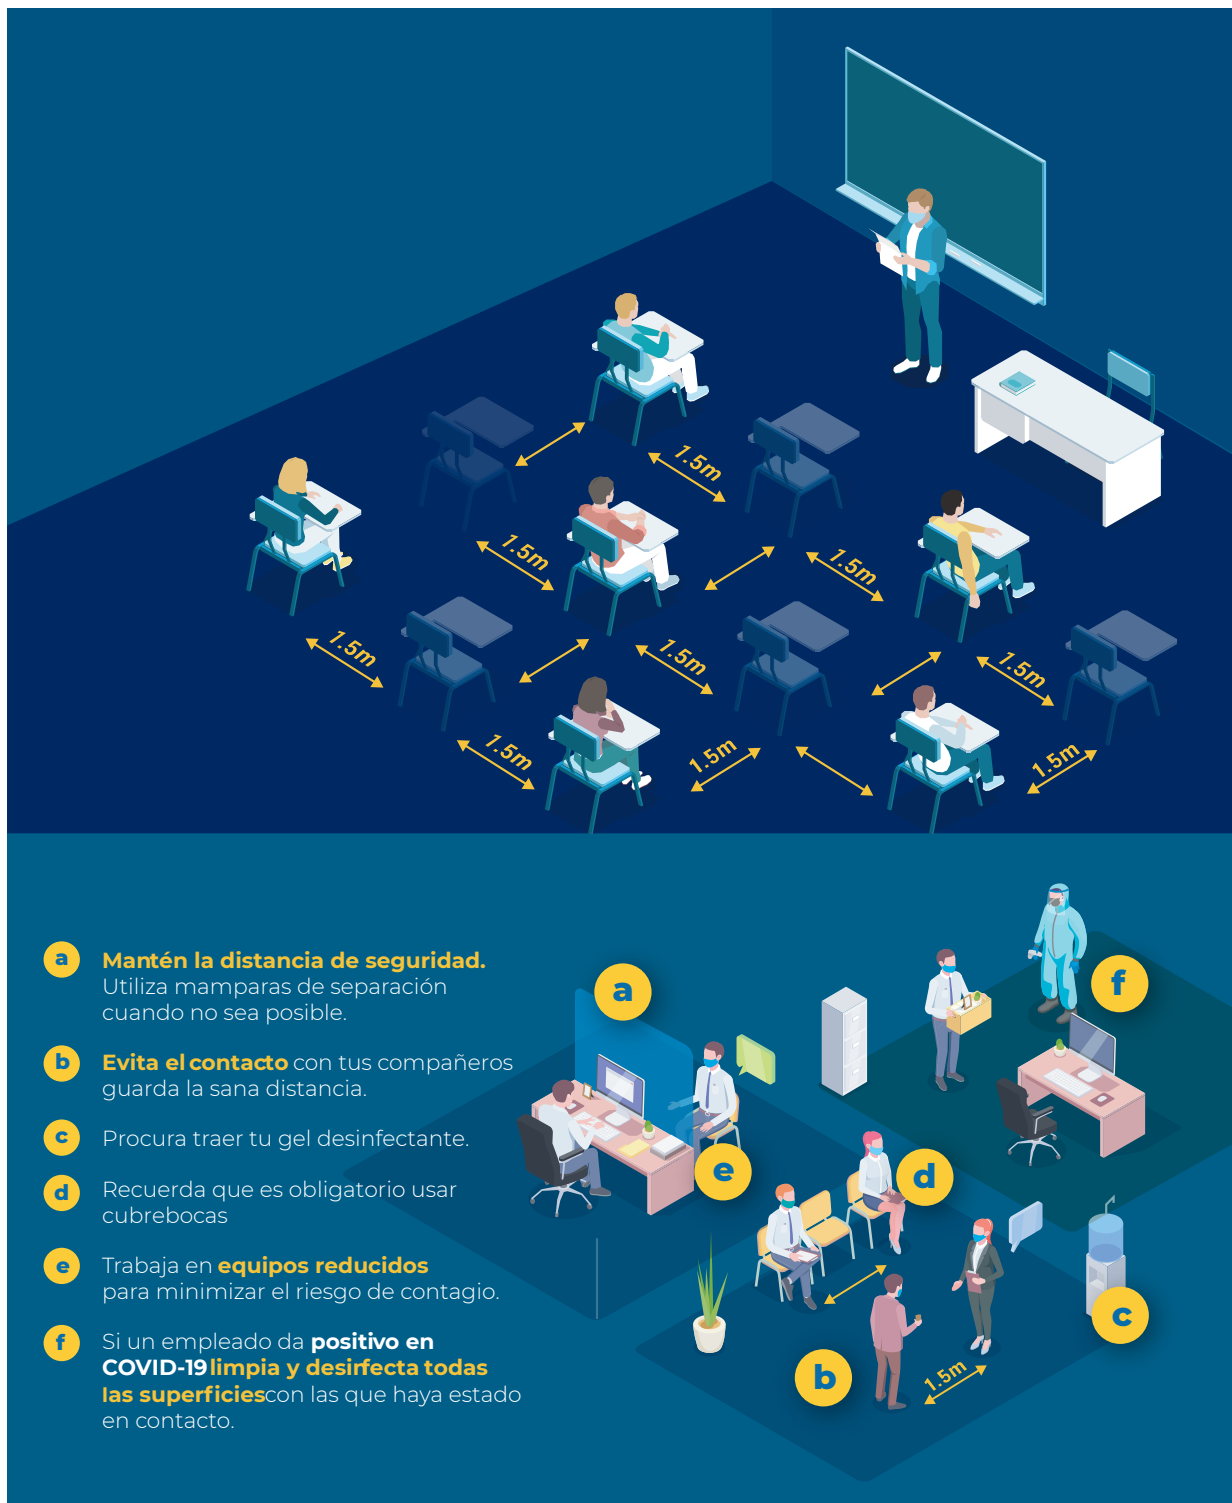 1.5m
1.5m
1.5m
1.5m
1.5m
1.5m
1.5m
1.5m
1.5m
a
Mantén la distancia de seguridad.
Utiliza mamparas de separación
cuando no sea posible.
b
Evita el contacto con tus compañeros
guarda la sana distancia.
c
Procura traer tu gel desinfectante.
d
Recuerda que es obligatorio usar
cubrebocas
e
Trabaja en equipos reducidos
para minimizar el riesgo de contagio.
f
Si un empleado da positivo en
COVID-19 limpia y desinfecta todas
las superficies con las que haya estado
en contacto.
a
f
e
d
c
b
1.5m